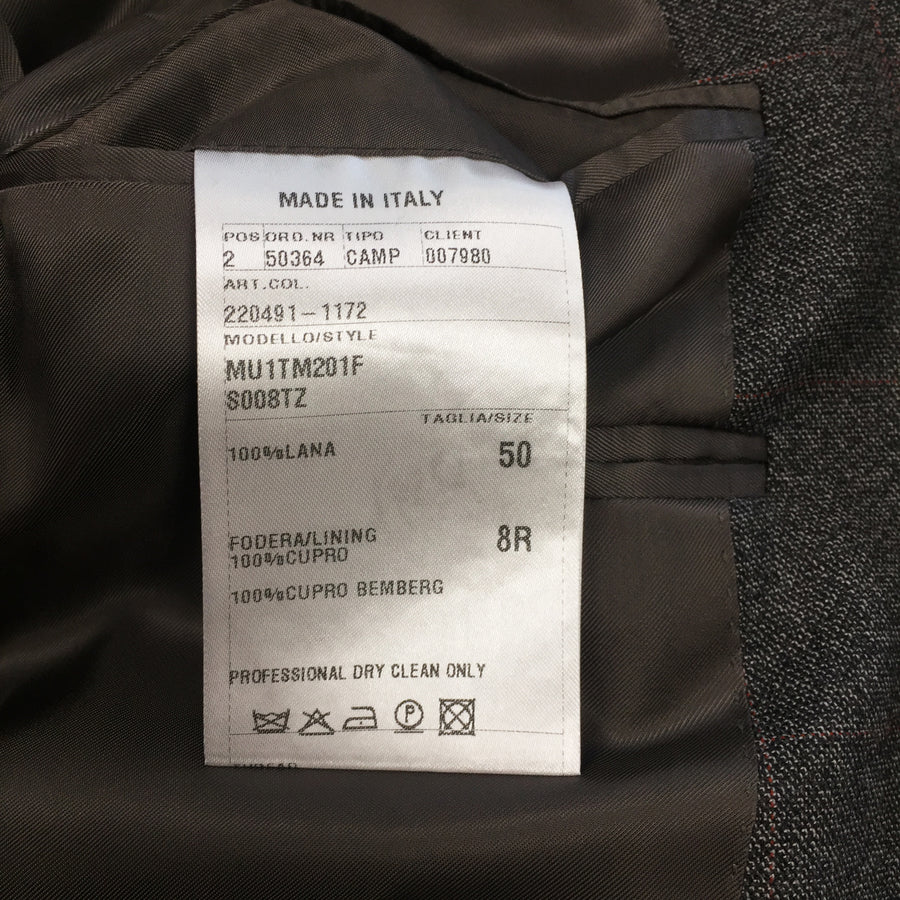 MADE IN ITALY
POS ORD.NR TIPO CLIENT
2 50364 CAMP 007980
ART.COL.
220491-1172
MODELLO/STYLE
MU1TM201F
S008TZ
TAGLIA/SIZE
100%LANA 50
FODERA/LINING 8R
100%CUPRO
100%CUPRO BEMBERG
PROFESSIONAL DRY CLEAN ONLY
P